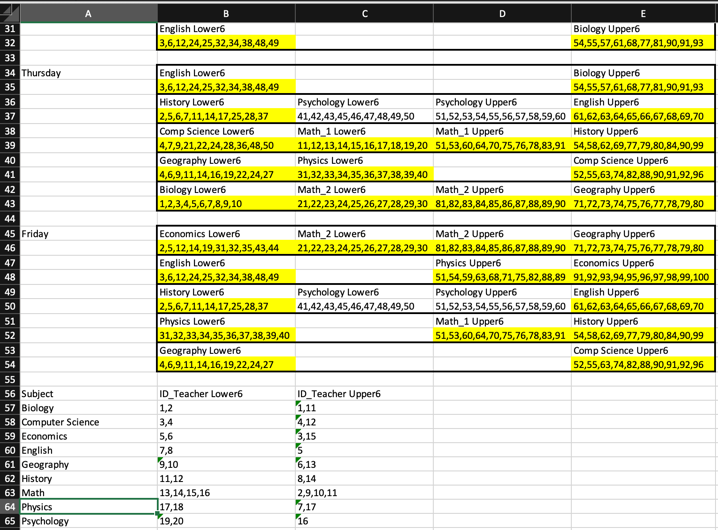 A B C D E
31 English Lower6 Biology Upper6
32 3,6,12,24,25,32,34,38,48,49 54,55,57,61,68,77,81,90,91,93
33
34 Thursday English Lower6 Biology Upper6
35 3,6,12,24,25,32,34,38,48,49 54,55,57,61,68,77,81,90,91,93
36 History Lower6 Psychology Lower6 Psychology Upper6 English Upper6
37 2,5,6,7,11,14,17,25,28,37 41,42,43,45,46,47,48,49,50 51,52,53,54,55,56,57,58,59,60 61,62,63,64,65,66,67,68,69,70
38 Comp Science Lower6 Math_1 Lower6 Math_1 Upper6 History Upper6
39 4,7,9,21,22,24,28,36,48,50 11,12,13,14,15,16,17,18,19,20 51,53,60,64,70,75,76,78,83,91 54,58,62,69,77,79,80,84,90,99
40 Geography Lower6 Physics Lower6 Comp Science Upper6
41 4,6,9,11,14,16,19,22,24,27 31,32,33,34,35,36,37,38,39,40 52,55,63,74,82,88,90,91,92,96
42 Biology Lower6 Math_2 Lower6 Math_2 Upper6 Geography Upper6
43 1,2,3,4,5,6,7,8,9,10 21,22,23,24,25,26,27,28,29,30 81,82,83,84,85,86,87,88,89,90 71,72,73,74,75,76,77,78,79,80
44
45 Friday Economics Lower6 Math_2 Lower6 Math_2 Upper6 Geography Upper6
46 2,5,12,14,19,31,32,35,43,44 21,22,23,24,25,26,27,28,29,30 81,82,83,84,85,86,87,88,89,90 71,72,73,74,75,76,77,78,79,80
47 English Lower6 Physics Upper6 Economics Upper6
48 3,6,12,24,25,32,34,38,48,49 51,54,59,63,68,71,75,82,88,89 91,92,93,94,95,96,97,98,99,100
49 History Lower6 Psychology Lower6 Psychology Upper6 English Upper6
50 2,5,6,7,11,14,17,25,28,37 41,42,43,45,46,47,48,49,50 51,52,53,54,55,56,57,58,59,60 61,62,63,64,65,66,67,68,69,70
51 Physics Lower6 Math_1 Upper6 History Upper6
52 31,32,33,34,35,36,37,38,39,40 51,53,60,64,70,75,76,78,83,91 54,58,62,69,77,79,80,84,90,99
53 Geography Lower6 Comp Science Upper6
54 4,6,9,11,14,16,19,22,24,27 52,55,63,74,82,88,90,91,92,96
55
56 Subject ID_Teacher Lower6 ID_Teacher Upper6
57 Biology 1,2 1,11
58 Computer Science 3,4 4,12
59 Economics 5,6 3,15
60 English 7,8 5
61 Geography 9,10 6,13
62 History 11,12 8,14
63 Math 13,14,15,16 2,9,10,11
64 Physics 17,18 7,17
65 Psychology 19,20 16